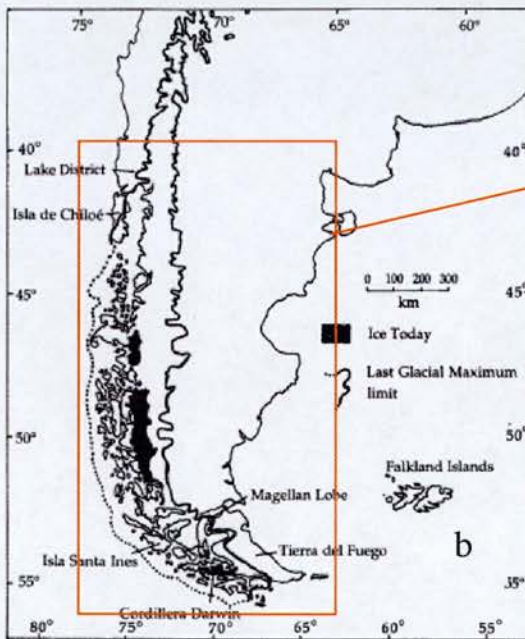 75° 70° 65° 60° 55°
40° 40°
Lake District
Isla de Chiloé
45° 45°
0 100 200 300
km
Ice Today
Last Glacial Maximum
limit
50° 50°
Falkland Islands
Magellan Lobe
b
Isla Santa Ines
Tierra del Fuego
55° 55°
Cordillera Darwin
80° 75° 70° 65° 60° 35°